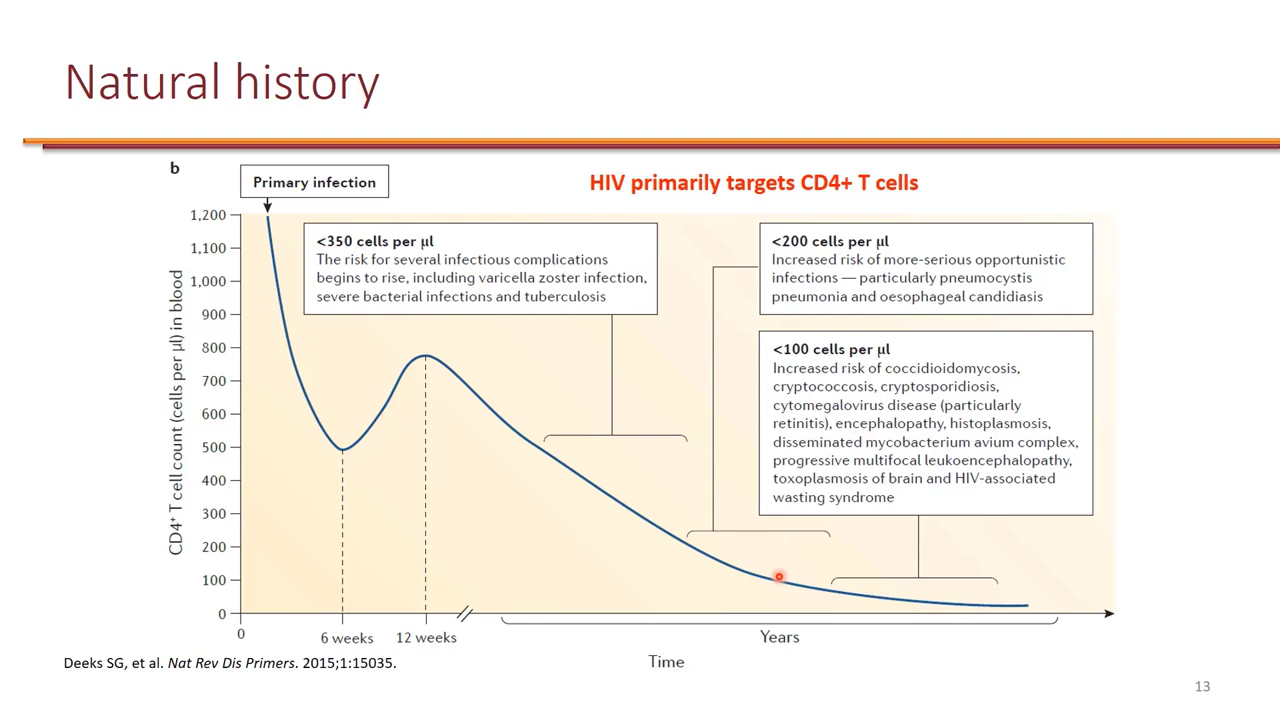 Natural history
b
Primary infection
HIV primarily targets CD4+ T cells
<350 cells per μl
The risk for several infectious complications
begins to rise, including varicella zoster infection,
severe bacterial infections and tuberculosis
<200 cells per μl
Increased risk of more-serious opportunistic
infections — particularly pneumocystis
pneumonia and oesophageal candidiasis
<100 cells per μl
Increased risk of coccidioidomycosis,
cryptococcosis, cryptosporidiosis,
cytomegalovirus disease (particularly
retinitis), encephalopathy, histoplasmosis,
disseminated mycobacterium avium complex,
progressive multifocal leukoencephalopathy,
toxoplasmosis of brain and HIV-associated
wasting syndrome
CD4⁺ T cell count (cells per μl) in blood
1,200
1,100
1,000
900
800
700
600
500
400
300
200
100
0
0
6 weeks
12 weeks
Years
Time
Deeks SG, et al. Nat Rev Dis Primers. 2015;1:15035.
13